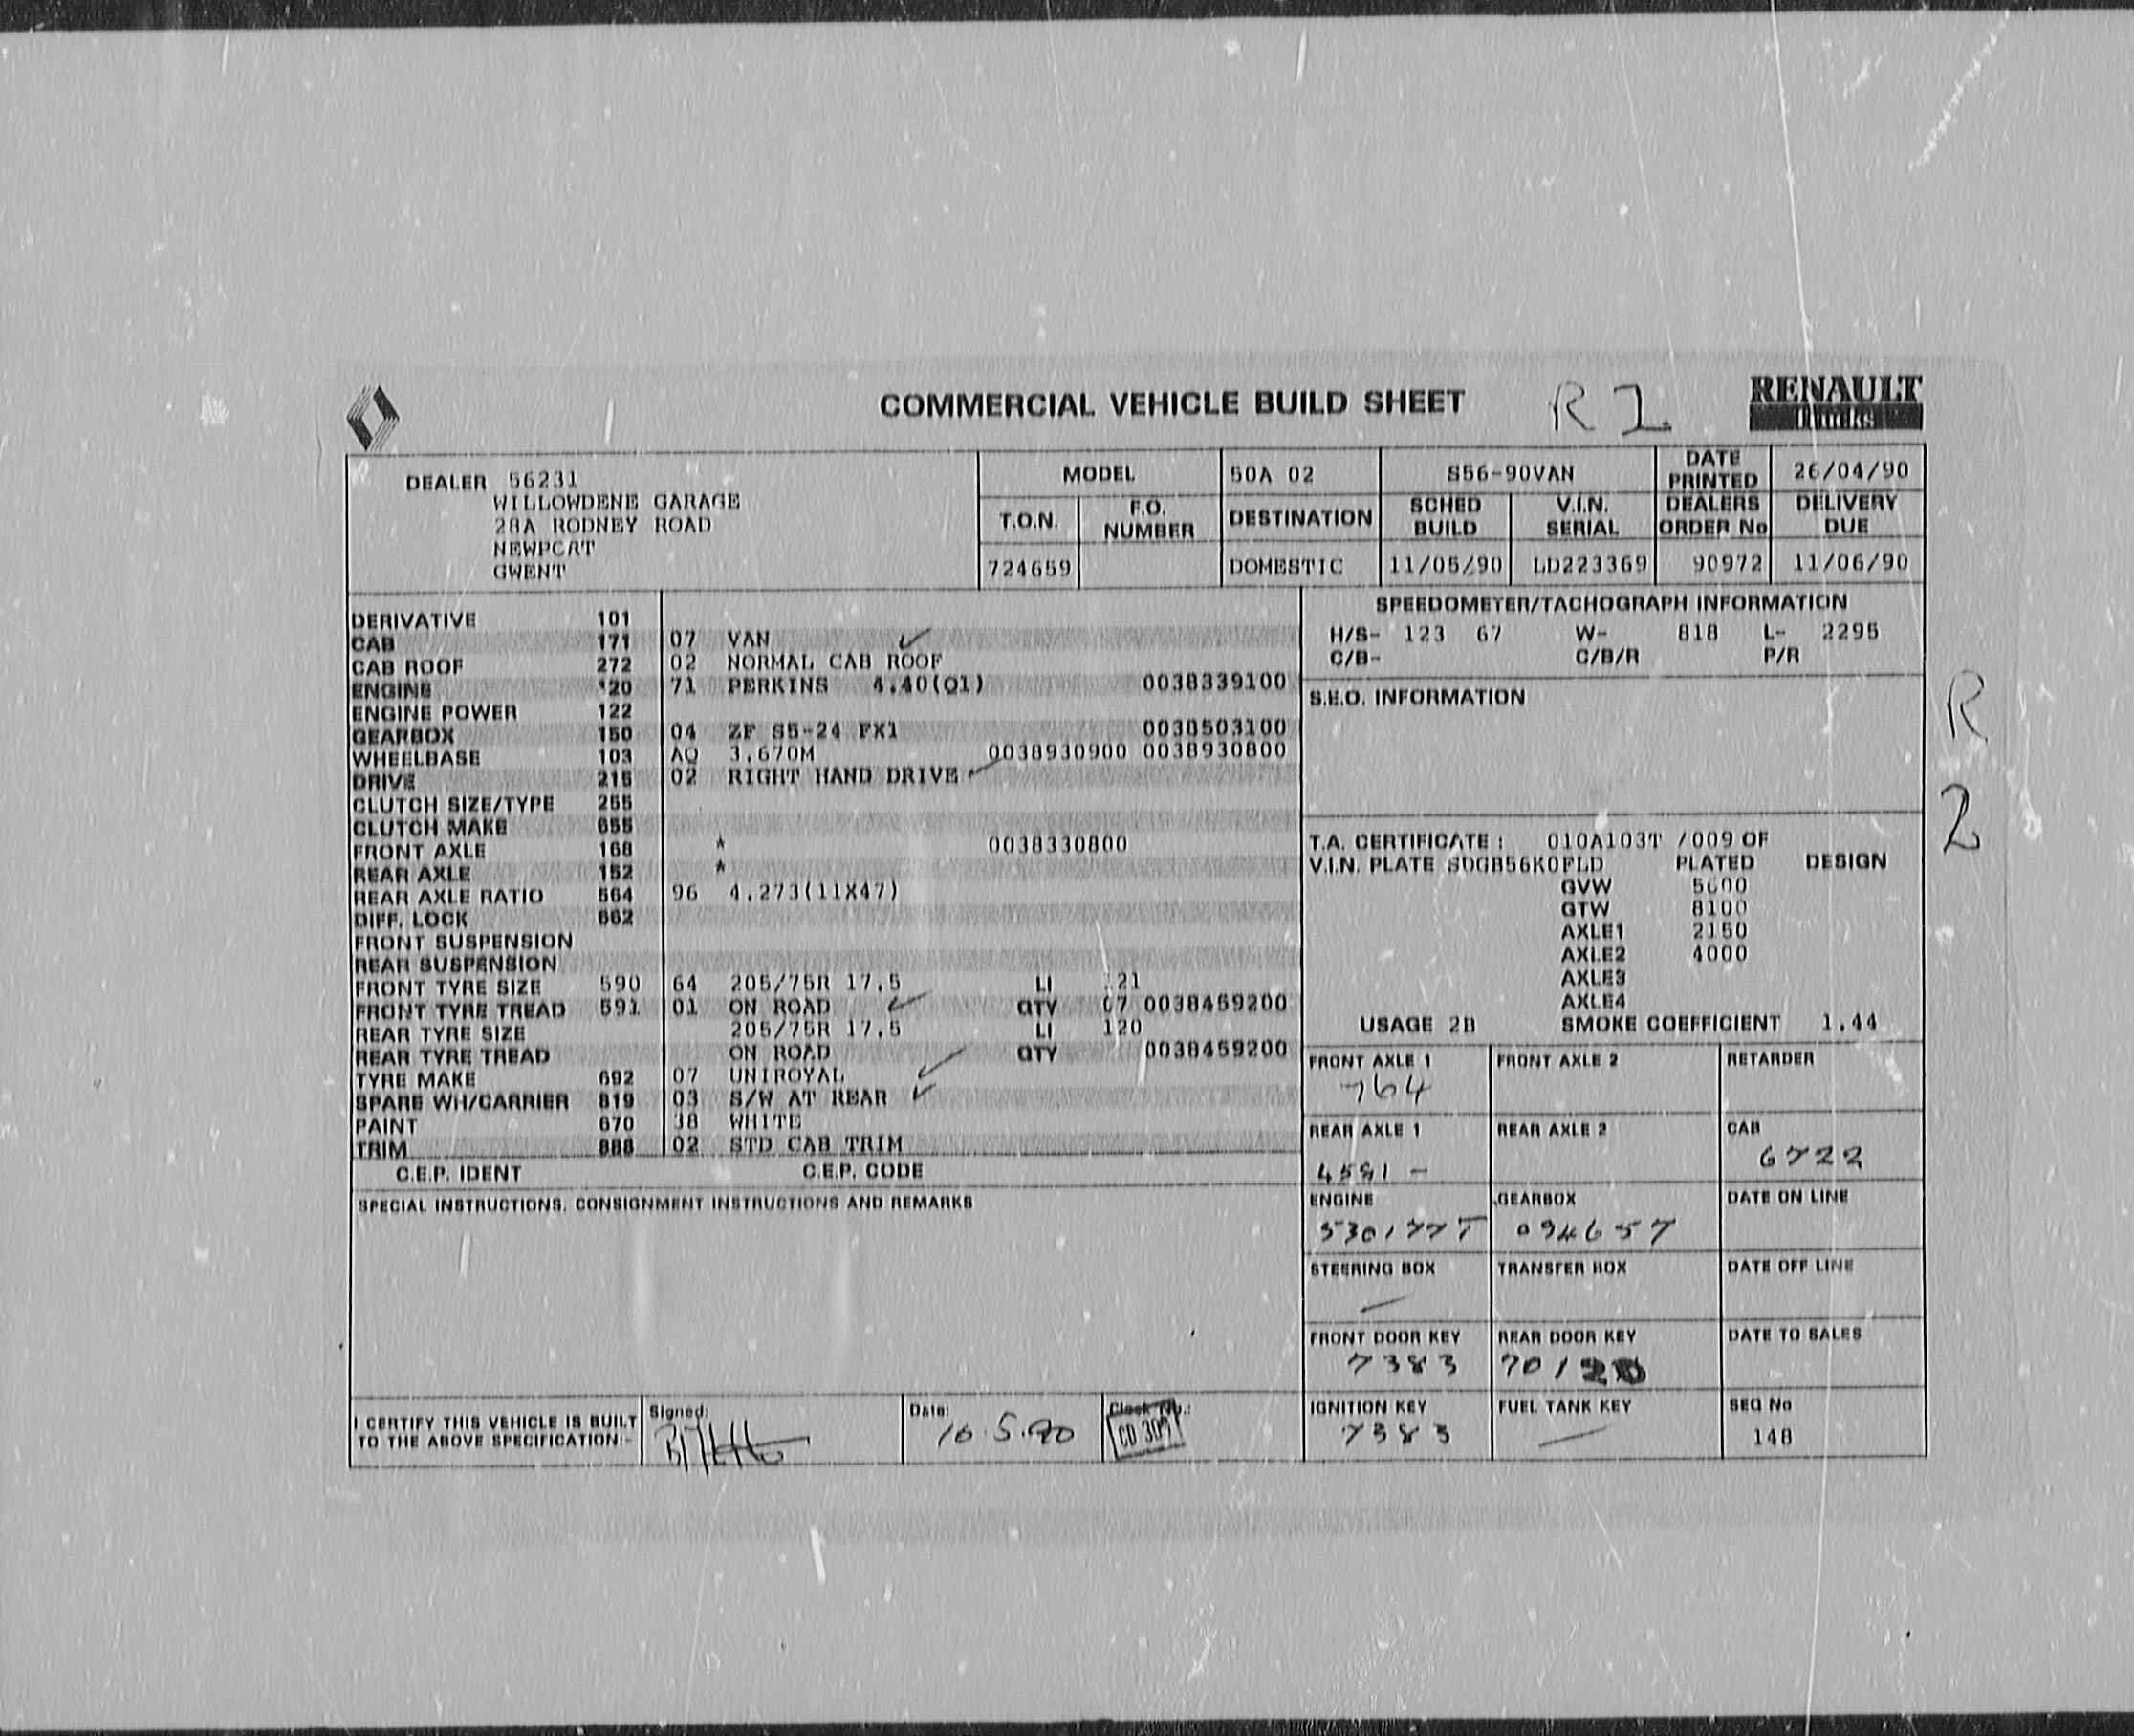 COMMERCIAL VEHICLE BUILD SHEET R 2
RENAULT
Trucks
DEALER 56231
WILLOWDENE GARAGE
28A RODNEY ROAD
NEWPORT
GWENT
MODEL 50A 02 S56-90VAN DATE PRINTED 26/04/90
T.O.N. F.O. NUMBER DESTINATION SCHED BUILD V.I.N. SERIAL DEALERS ORDER No DELIVERY DUE
724659 DOMESTIC 11/05/90 LD223369 90972 11/06/90
DERIVATIVE 101
CAB 171 07 VAN ✓
CAB ROOF 272 02 NORMAL CAB ROOF
ENGINE 120 71 PERKINS 4.40(Q1) 0038339100
ENGINE POWER 122
GEARBOX 150 04 ZF S5-24 FX1 0038503100
WHEELBASE 103 AQ 3.670M 0038930900 0038930800
DRIVE 215 02 RIGHT HAND DRIVE ✓
CLUTCH SIZE/TYPE 255
CLUTCH MAKE 655
FRONT AXLE 168 * 0038330800
REAR AXLE 152 *
REAR AXLE RATIO 564 96 4.273(11X47)
DIFF. LOCK 662
FRONT SUSPENSION
REAR SUSPENSION
FRONT TYRE SIZE 590 64 205/75R 17.5 LI 121
FRONT TYRE TREAD 591 01 ON ROAD ✓ QTY 07 0038459200
REAR TYRE SIZE 205/75R 17.5 LI 120
REAR TYRE TREAD ON ROAD QTY 0038459200
TYRE MAKE 692 07 UNIROYAL ✓
SPARE WH/CARRIER 819 03 S/W AT REAR ✓
PAINT 670 38 WHITE
TRIM 888 02 STD CAB TRIM
C.E.P. IDENT C.E.P. CODE
SPECIAL INSTRUCTIONS, CONSIGNMENT INSTRUCTIONS AND REMARKS
SPEEDOMETER/TACHOGRAPH INFORMATION
H/S- 123 67 W- 818 L- 2295
C/B- C/B/R P/R
S.E.O. INFORMATION
R
2
T.A. CERTIFICATE : 010A103T /009 OF
V.I.N. PLATE SDGB56K0FLD PLATED DESIGN
GVW 5600
GTW 8100
AXLE1 2150
AXLE2 4000
AXLE3
AXLE4
USAGE 2B SMOKE COEFFICIENT 1.44
FRONT AXLE 1 FRONT AXLE 2 RETARDER
764
REAR AXLE 1 REAR AXLE 2 CAB
4591 - 6722
ENGINE GEARBOX DATE ON LINE
530177T 094657
STEERING BOX TRANSFER BOX DATE OFF LINE
FRONT DOOR KEY REAR DOOR KEY DATE TO SALES
7383 70120
IGNITION KEY FUEL TANK KEY SEQ No
7383 148
I CERTIFY THIS VEHICLE IS BUILT
TO THE ABOVE SPECIFICATION:-
Signed:
Date: 10.5.90
Clock No.:
CD 309